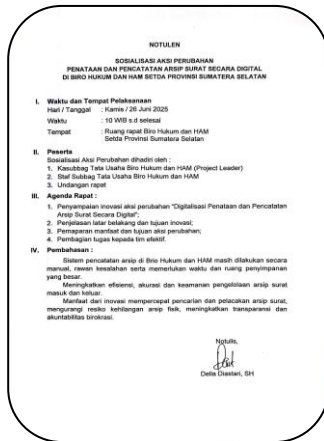 NOTULEN
SOSIALISASI AKSI PERUBAHAN
PENATAAN DAN PENCATATAN ARSIP SURAT SECARA DIGITAL
DI BIRO HUKUM DAN HAM SETDA PROVINSI SUMATERA SELATAN
I. Waktu dan Tempat Pelaksanaan
Hari / Tanggal : Kamis / 26 Juni 2025
Waktu : 10 WIB s.d selesai
Tempat : Ruang rapat Biro Hukum dan HAM
Setda Provinsi Sumatera Selatan
II. Peserta
Sosialisasi Aksi Perubahan dihadiri oleh :
1. Kasubbag Tata Usaha Biro Hukum dan HAM (Project Leader)
2. Staf Subbag Tata Usaha Biro Hukum dan HAM
3. Undangan rapat
III. Agenda Rapat :
1. Penyampaian inovasi aksi perubahan "Digitalisasi Penataan dan Pencatatan
Arsip Surat Secara Digital";
2. Penjelasan latar belakang dan tujuan inovasi;
3. Pemaparan manfaat dan tujuan aksi perubahan;
4. Pembagian tugas kepada tim efektif.
IV. Pembahasan :
Sistem pencatatan arsip di Biro Hukum dan HAM masih dilakukan secara
manual, rawan kesalahan serta memerlukan waktu dan ruang penyimpanan
yang besar.
Meningkatkan efisiensi, akurasi dan keamanan pengelolaan arsip surat
masuk dan keluar.
Manfaat dari inovasi mempercepat pencarian dan pelacakan arsip surat,
mengurangi resiko kehilangan arsip fisik, meningkatkan transparansi dan
akuntabilitas birokrasi.
Notulis,
Della Diastari, SH